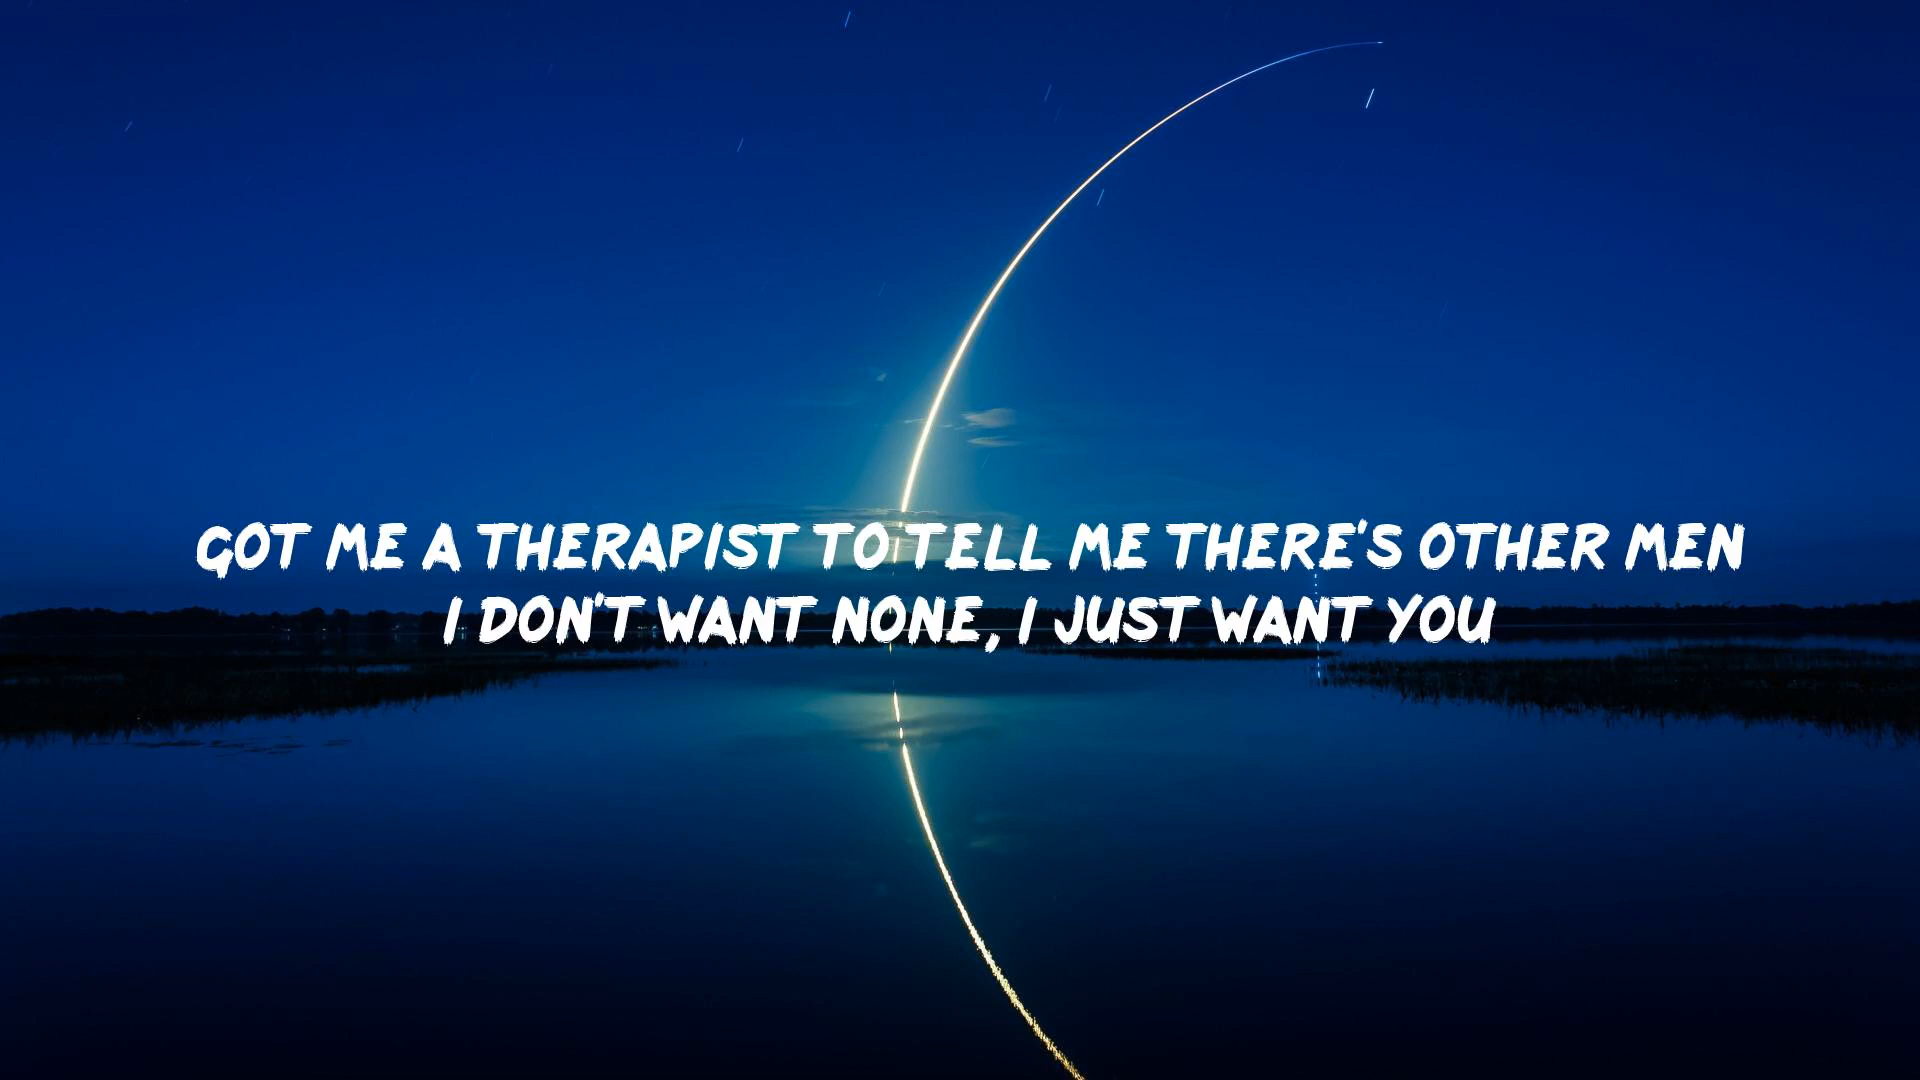 GOT ME A THERAPIST TO TELL ME THERE'S OTHER MEN
I DON'T WANT NONE, I JUST WANT YOU